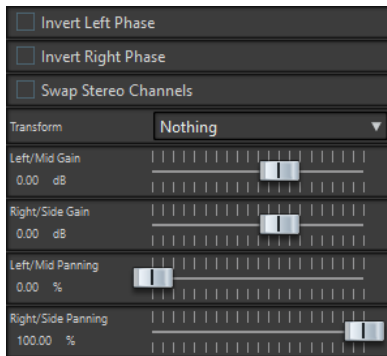 Invert Left Phase
Invert Right Phase
Swap Stereo Channels
Transform Nothing
Left/Mid Gain
0.00 dB
Right/Side Gain
0.00 dB
Left/Mid Panning
0.00 %
Right/Side Panning
100.00 %